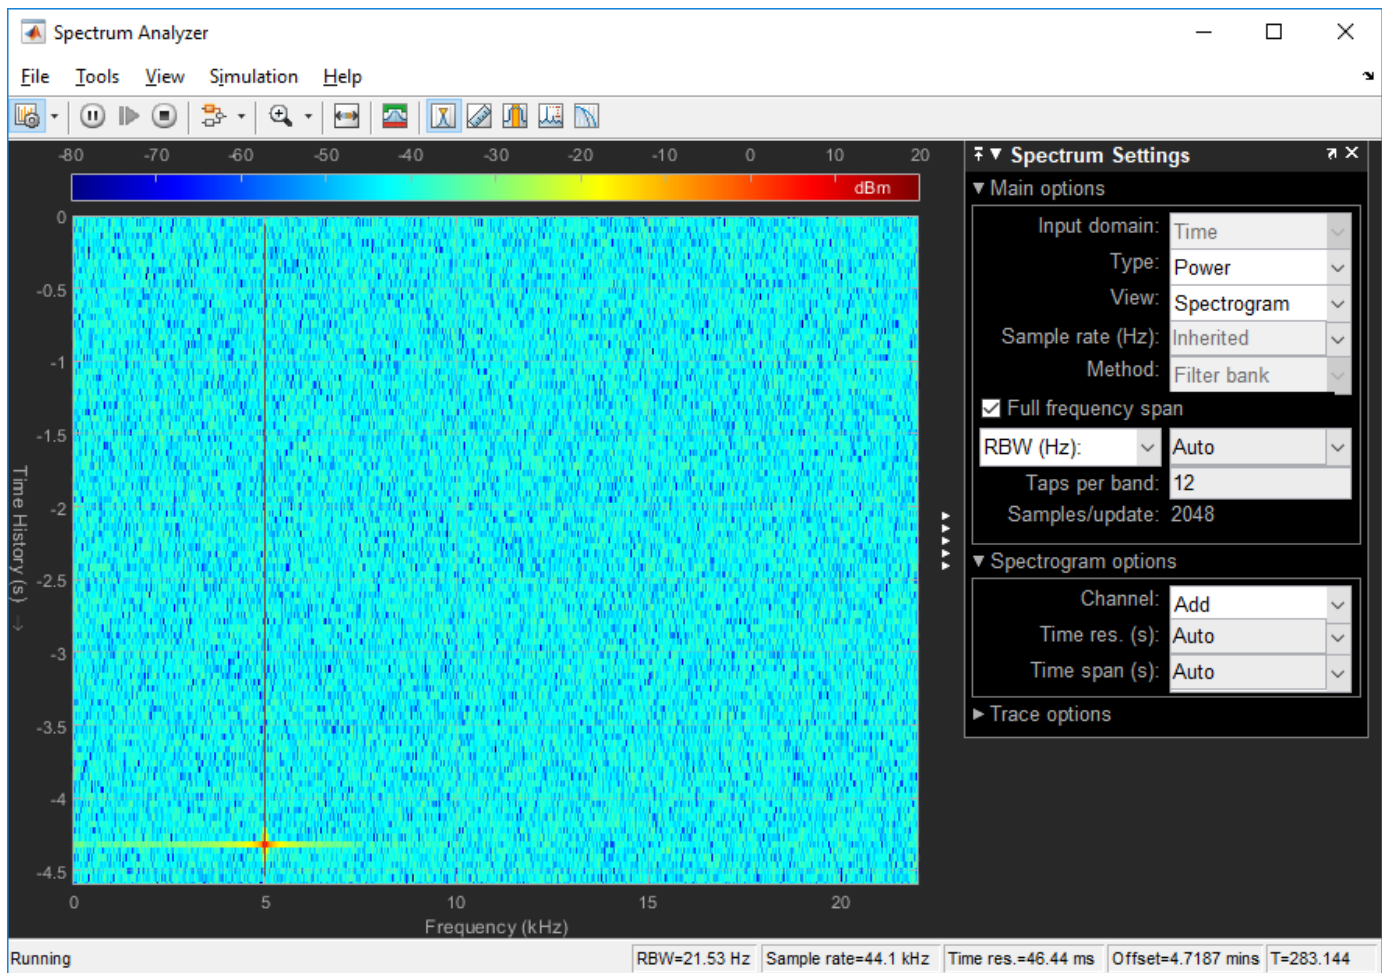 Spectrum Analyzer
File Tools View Simulation Help
-80 -70 -60 -50 -40 -30 -20 -10 0 10 20
dBm
0
-0.5
-1
-1.5
-2
-2.5
-3
-3.5
-4
-4.5
Time History (s) →
0 5 10 15 20
Frequency (kHz)
Spectrum Settings
Main options
Input domain: Time
Type: Power
View: Spectrogram
Sample rate (Hz): Inherited
Method: Filter bank
Full frequency span
RBW (Hz): Auto
Taps per band: 12
Samples/update: 2048
Spectrogram options
Channel: Add
Time res. (s): Auto
Time span (s): Auto
Trace options
Running RBW=21.53 Hz Sample rate=44.1 kHz Time res.=46.44 ms Offset=4.7187 mins T=283.144